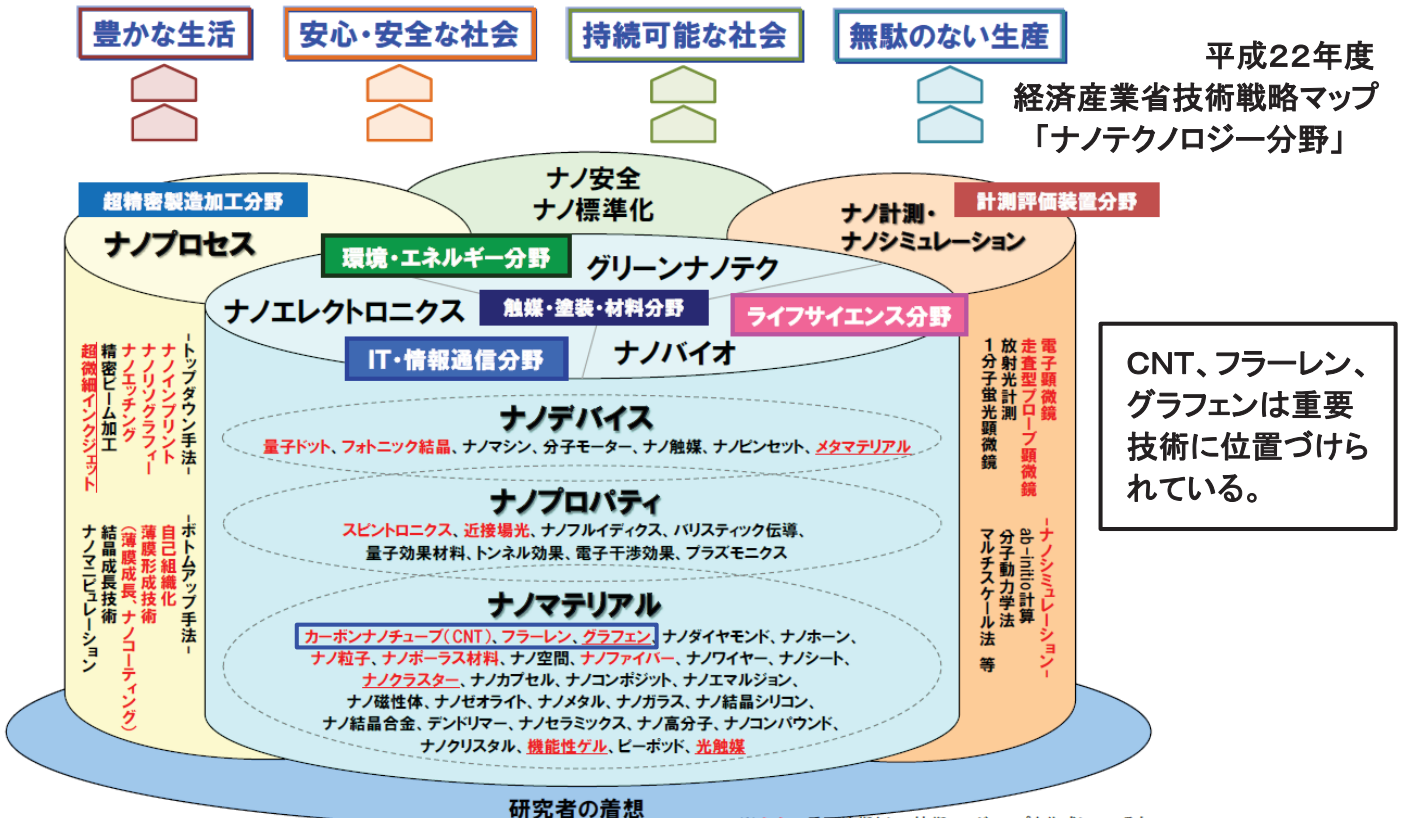 豊かな生活
安心・安全な社会
持続可能な社会
無駄のない生産
平成22年度
経済産業省技術戦略マップ
「ナノテクノロジー分野」
ナノ安全
ナノ標準化
超精密製造加工分野
ナノプロセス
計測評価装置分野
ナノ計測・
ナノシミュレーション
環境・エネルギー分野
グリーンナノテク
ナノエレクトロニクス
触媒・塗装・材料分野
ライフサイエンス分野
IT・情報通信分野
ナノバイオ
-トップダウン手法-
ナノインプリント
ナノリソグラフィー
ナノエッチング
精密ビーム加工
超微細インクジェット
-ボトムアップ手法-
自己組織化
薄膜形成技術
(薄膜成長、ナノコーティング)
結晶成長技術
ナノマニピュレーション
ナノデバイス
量子ドット、フォトニック結晶、ナノマシン、分子モーター、ナノ触媒、ナノピンセット、メタマテリアル
ナノプロパティ
スピントロニクス、近接場光、ナノフルイディクス、バリスティック伝導、
量子効果材料、トンネル効果、電子干渉効果、プラズモニクス
ナノマテリアル
カーボンナノチューブ(CNT)、フラーレン、グラフェン、ナノダイヤモンド、ナノホーン、
ナノ粒子、ナノポーラス材料、ナノ空間、ナノファイバー、ナノワイヤー、ナノシート、
ナノクラスター、ナノカプセル、ナノコンポジット、ナノエマルジョン、
ナノ磁性体、ナノゼオライト、ナノメタル、ナノガラス、ナノ結晶シリコン、
ナノ結晶合金、デンドリマー、ナノセラミックス、ナノ高分子、ナノコンパウンド、
ナノクリスタル、機能性ゲル、ピーポッド、光触媒
電子顕微鏡
走査型プローブ顕微鏡
放射光計測
1分子蛍光顕微鏡
-ナノシミュレーション-
ab-initio計算
分子動力学法
マルチスケール法 等
CNT、フラーレン、
グラフェンは重要
技術に位置づけら
れている。
研究者の着想